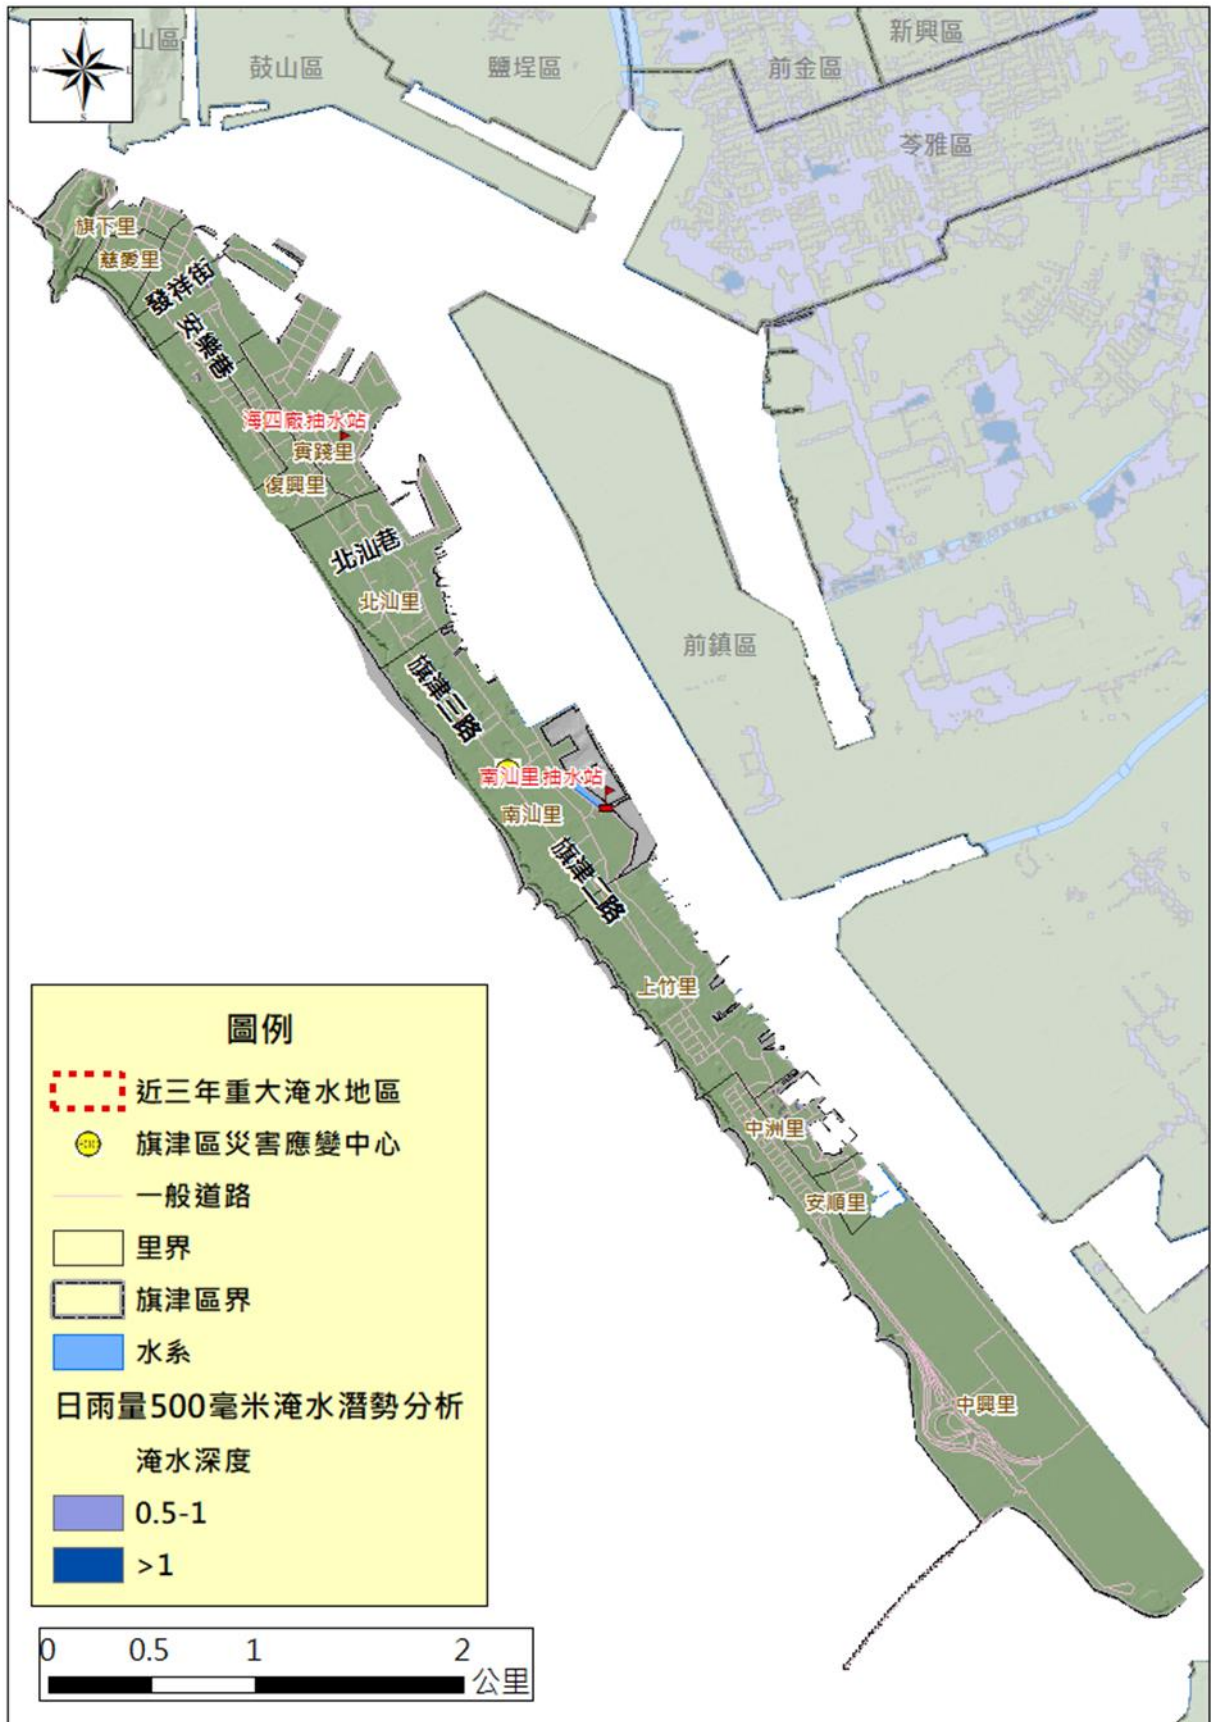 N
W
S
山區
鼓山區
鹽埕區
前金區
新興區
苓雅區
旗下里
慈愛里
發祥街
安樂巷
海四廠抽水站
實踐里
復興里
北汕巷
北汕里
前鎮區
旗津三路
南汕里抽水站
南汕里
旗津二路
上竹里
中洲里
安順里
中興里
圖例
近三年重大淹水地區
旗津區災害應變中心
一般道路
里界
旗津區界
水系
日雨量500毫米淹水潛勢分析
淹水深度
0.5-1
>1
0 0.5 1 2
公里